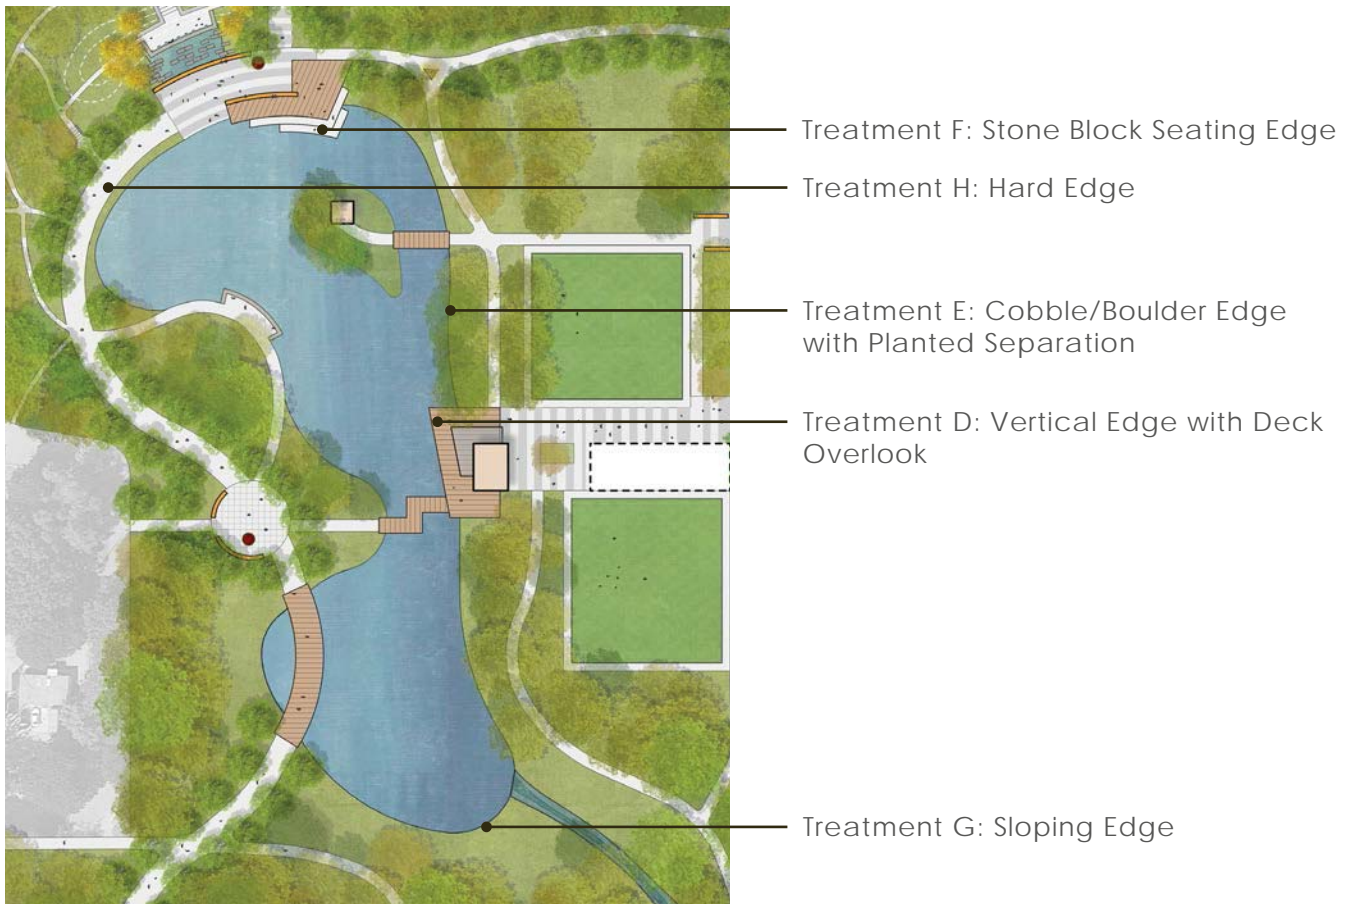 Treatment F: Stone Block Seating Edge
Treatment H: Hard Edge
Treatment E: Cobble/Boulder Edge
with Planted Separation
Treatment D: Vertical Edge with Deck
Overlook
Treatment G: Sloping Edge